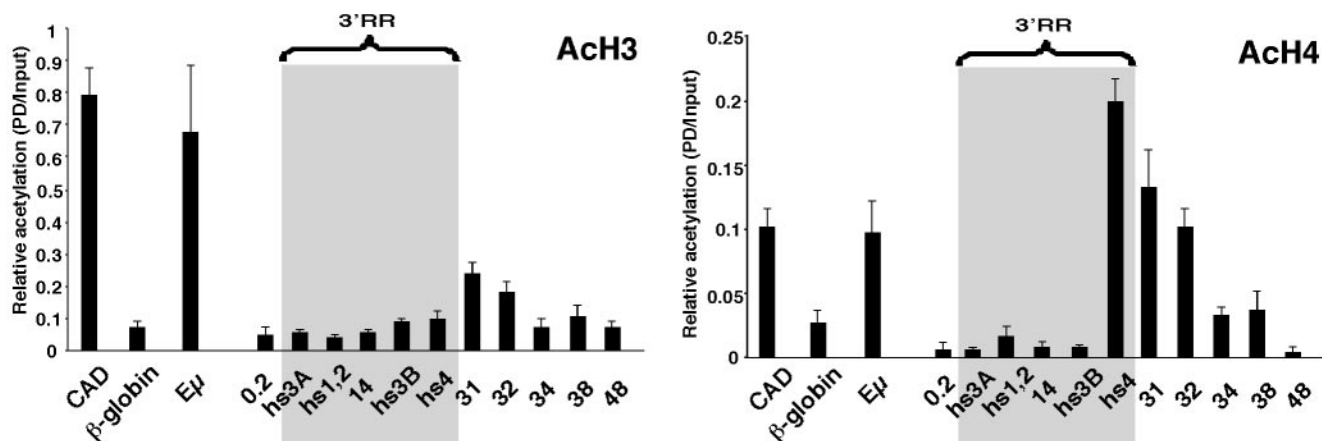 3'RR
AcH3
Relative acetylation (PD/Input)
1
0.9
0.8
0.7
0.6
0.5
0.4
0.3
0.2
0.1
0
CAD
β-globin
Eμ
0.2
hs3A
hs1,2
14
hs3B
hs4
31
32
34
38
48
3'RR
AcH4
Relative acetylation (PD/Input)
0.25
0.2
0.15
0.1
0.05
0
CAD
β-globin
Eμ
0.2
hs3A
hs1,2
14
hs3B
hs4
31
32
34
38
48